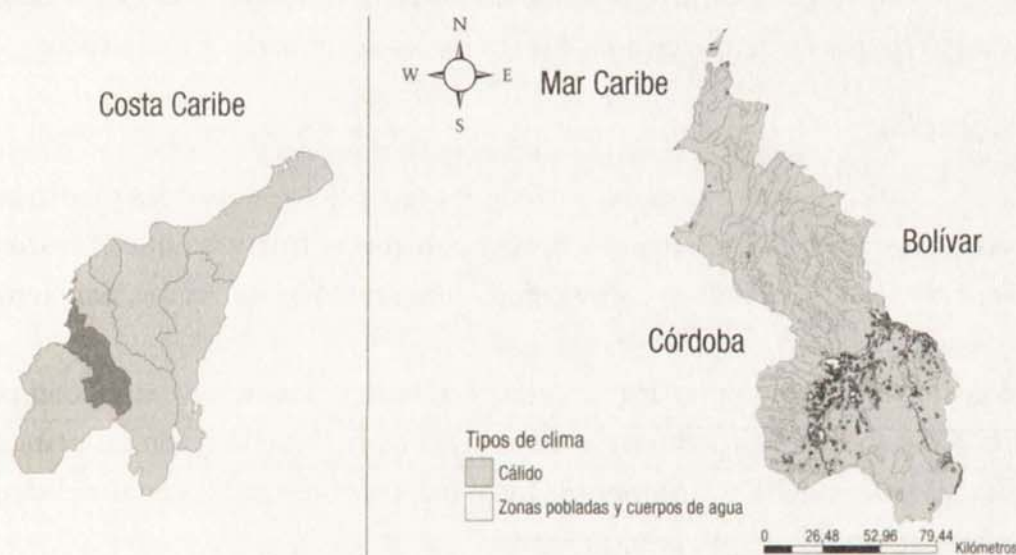 Costa Caribe
N
W E
S
Mar Caribe
Bolívar
Córdoba
Tipos de clima
Cálido
Zonas pobladas y cuerpos de agua
0 26,48 52,96 79,44
Kilómetros